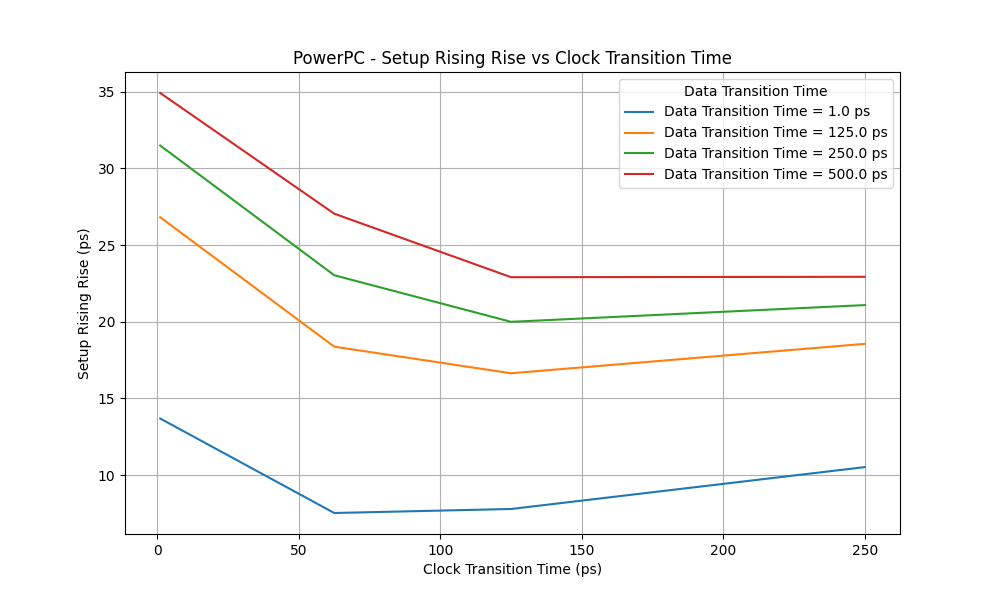 PowerPC - Setup Rising Rise vs Clock Transition Time
Data Transition Time
Data Transition Time = 1.0 ps
Data Transition Time = 125.0 ps
Data Transition Time = 250.0 ps
Data Transition Time = 500.0 ps
Setup Rising Rise (ps)
35
30
25
20
15
10
0 50 100 150 200 250
Clock Transition Time (ps)